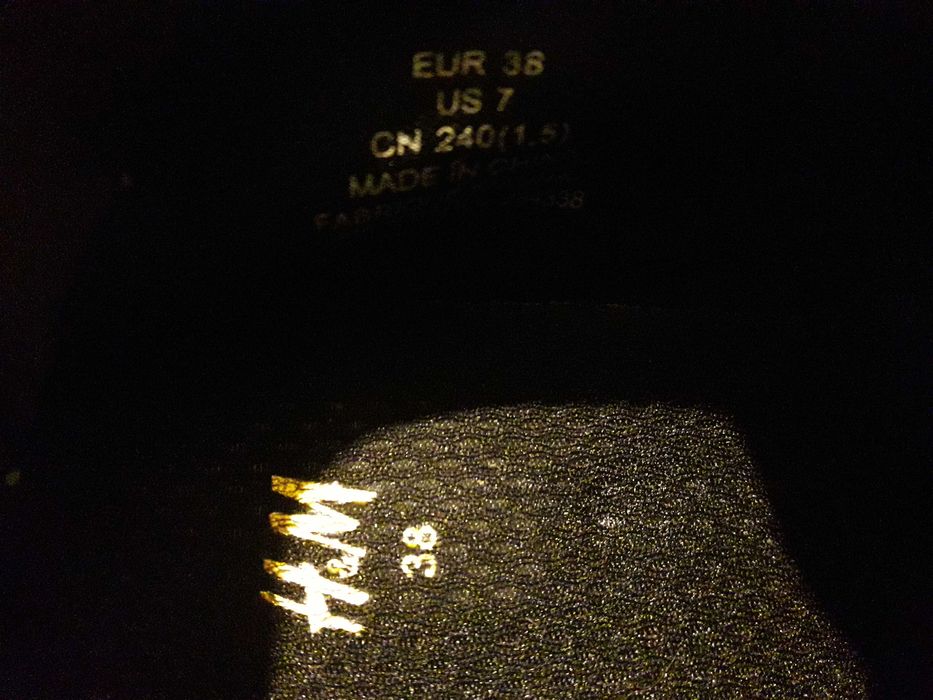 EUR 38
US 7
CN 240(1.5)
MADE IN CHINA
H&M
38